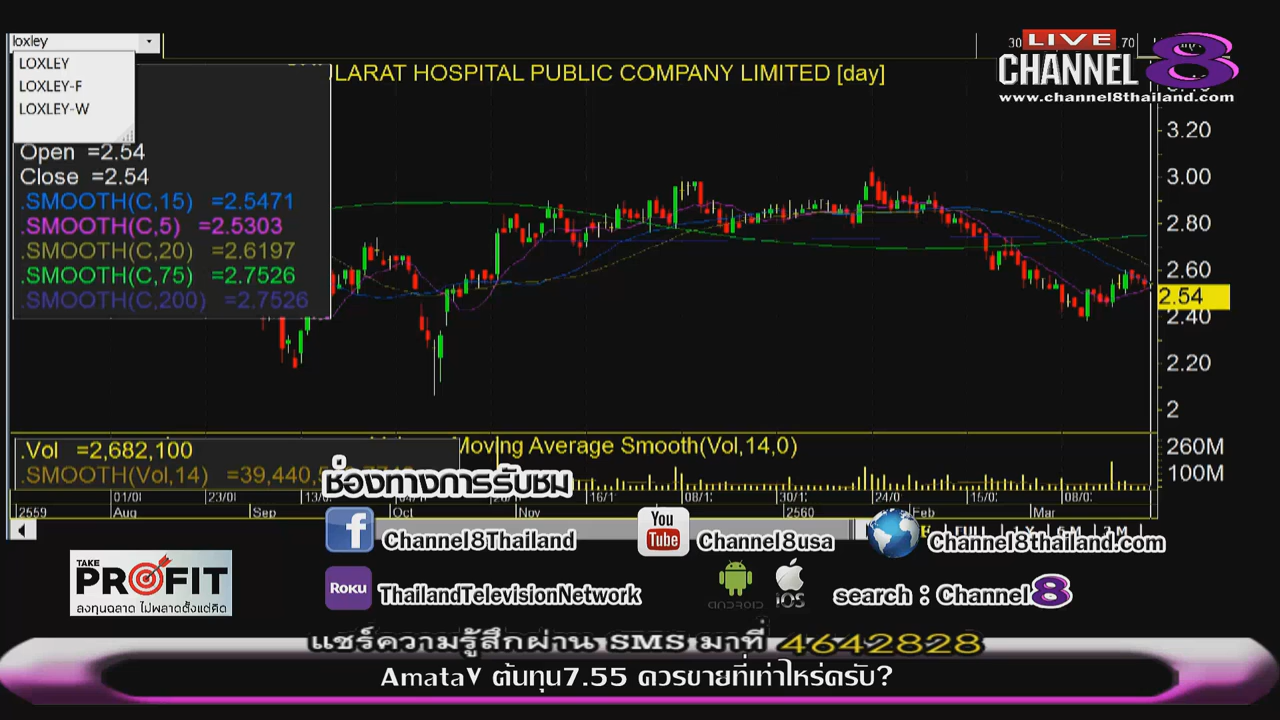 loxley
LOXLEY
LOXLEY-F
LOXLEY-W
LARAT HOSPITAL PUBLIC COMPANY LIMITED [day]
30
70
LIVE
CHANNEL 8
www.channel8thailand.com
Open =2.54
Close =2.54
.SMOOTH(C,15) =2.5471
.SMOOTH(C,5) =2.5303
.SMOOTH(C,20) =2.6197
.SMOOTH(C,75) =2.7526
.SMOOTH(C,200) =2.7526
3.20
3.00
2.80
2.60
2.54
2.40
2.20
2
.Vol =2,682,100
Moving Average Smooth(Vol,14,0)
.SMOOTH(Vol,14) =39,440,5
260M
100M
ช่องทางการรับชม
2559 Aug Sep Oct Nov 2560 Feb Mar
Channel8Thailand
You Tube Channel8usa
Channel8thailand.com
TAKE PROFIT
ลงทุนฉลาด ไม่พลาดตั้งแต่คิด
Roku ThailandTelevisionNetwork
iOS
search : Channel 8
แชร์ความรู้สึกผ่าน SMS มาที่ 4642828
AmataV ต้นทุน7.55 ควรขายที่เท่าไหร่ครับ?